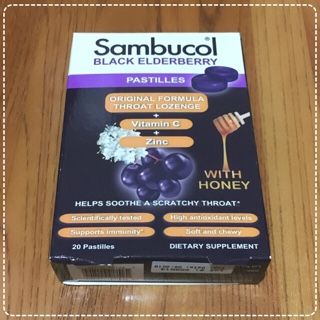 Sambucol®
BLACK ELDERBERRY
PASTILLES
ORIGINAL FORMULA
THROAT LOZENGE
+
Vitamin C
+
Zinc
WITH
HONEY
HELPS SOOTHE A SCRATCHY THROAT*
Scientifically tested
High antioxidant levels
Supports immunity*
Soft and chewy
20 Pastilles
DIETARY SUPPLEMENT